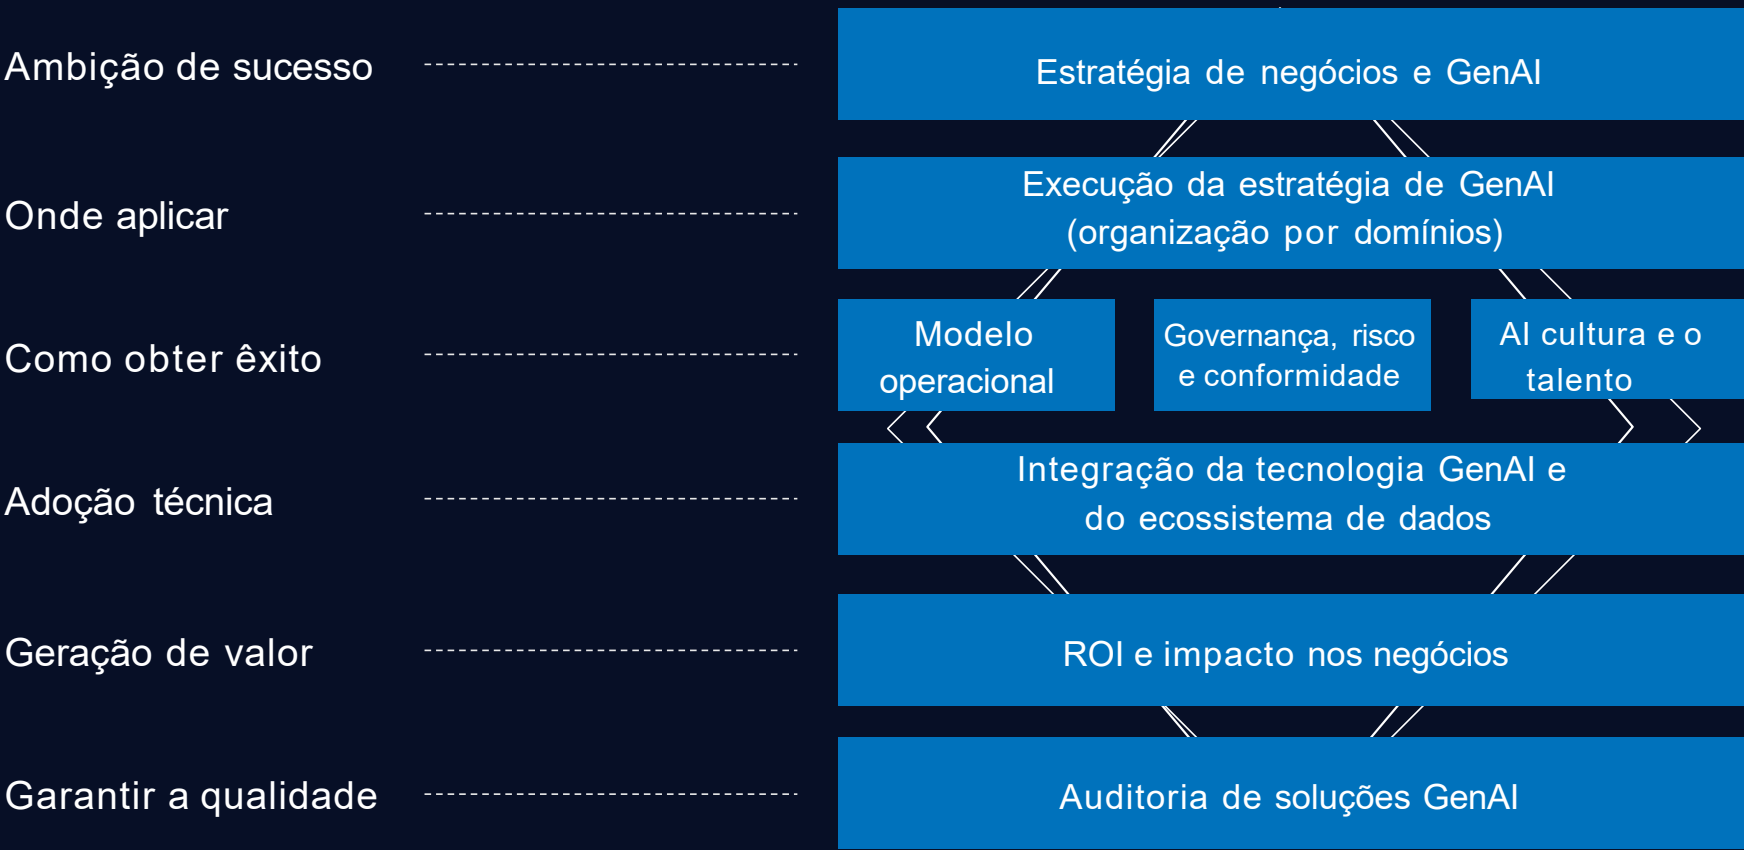 Ambição de sucesso
Estratégia de negócios e GenAI
Onde aplicar
Execução da estratégia de GenAI
(organização por domínios)
Como obter êxito
Modelo
operacional
Governança, risco
e conformidade
AI cultura e o
talento
Adoção técnica
Integração da tecnologia GenAI e
do ecossistema de dados
Geração de valor
ROI e impacto nos negócios
Garantir a qualidade
Auditoria de soluções GenAI